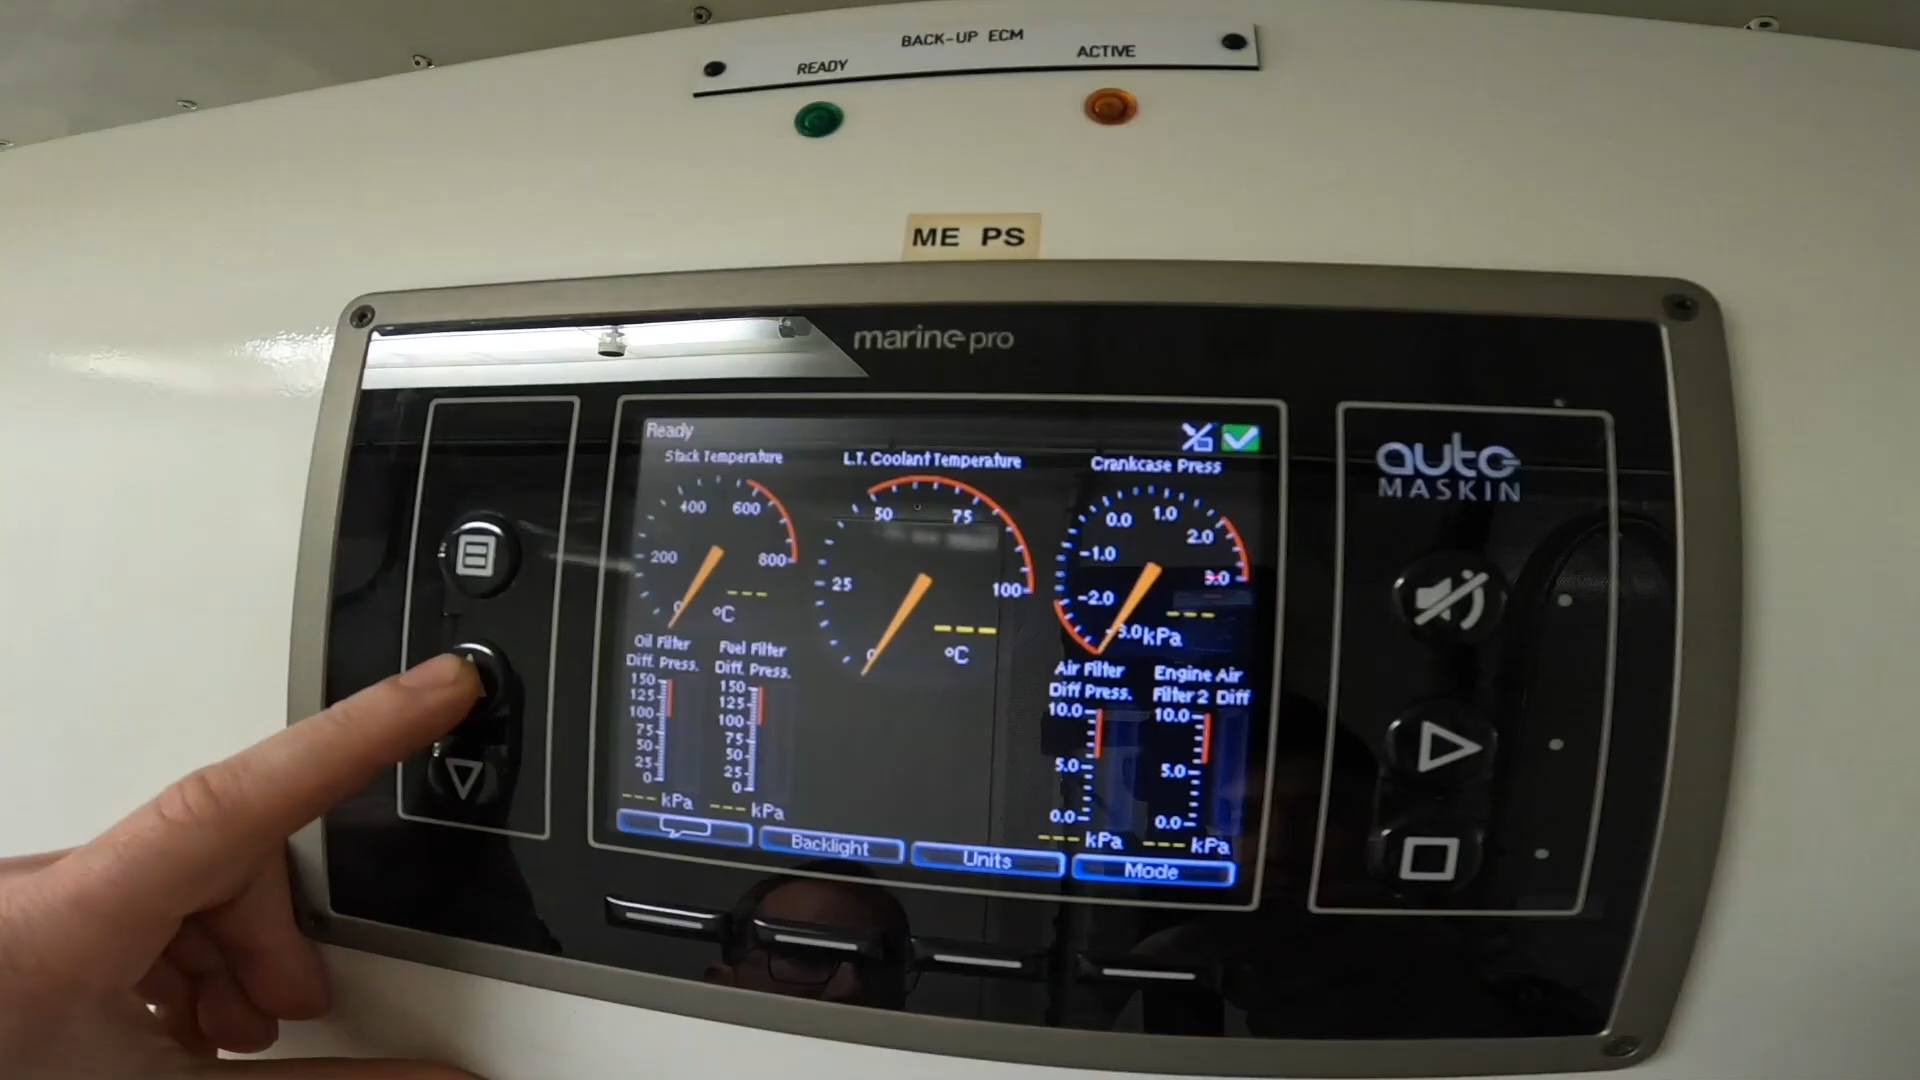 BACK-UP ECM
READY
ACTIVE
ME PS
marine pro
auto
MASKIN
Ready
Stack Temperature
400 600
200 800
0
---
°C
L.T. Coolant Temperature
50 75
25 100
0
---
°C
Crankcase Press
0.0 1.0
-1.0 2.0
-2.0 3.0
-3.0 kPa
---
Oil Filter
Diff. Press.
150
125
100
75
50
25
0
--- kPa
Fuel Filter
Diff. Press.
150
125
100
75
50
25
0
--- kPa
Air Filter
Diff Press.
10.0
5.0
0.0
--- kPa
Engine Air
Filter 2 Diff
10.0
5.0
0.0
--- kPa
Backlight
Units
Mode